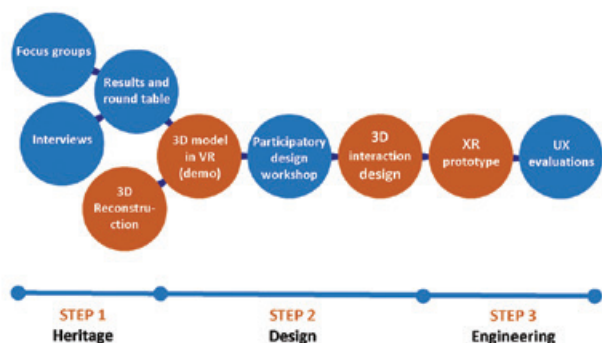 Focus groups
Results and
round table
Interviews
3D model
in VR
(demo)
Participatory
design
workshop
3D
interaction
design
XR
prototype
UX
evaluations
3D
Reconstru-
ction
STEP 1
Heritage
STEP 2
Design
STEP 3
Engineering